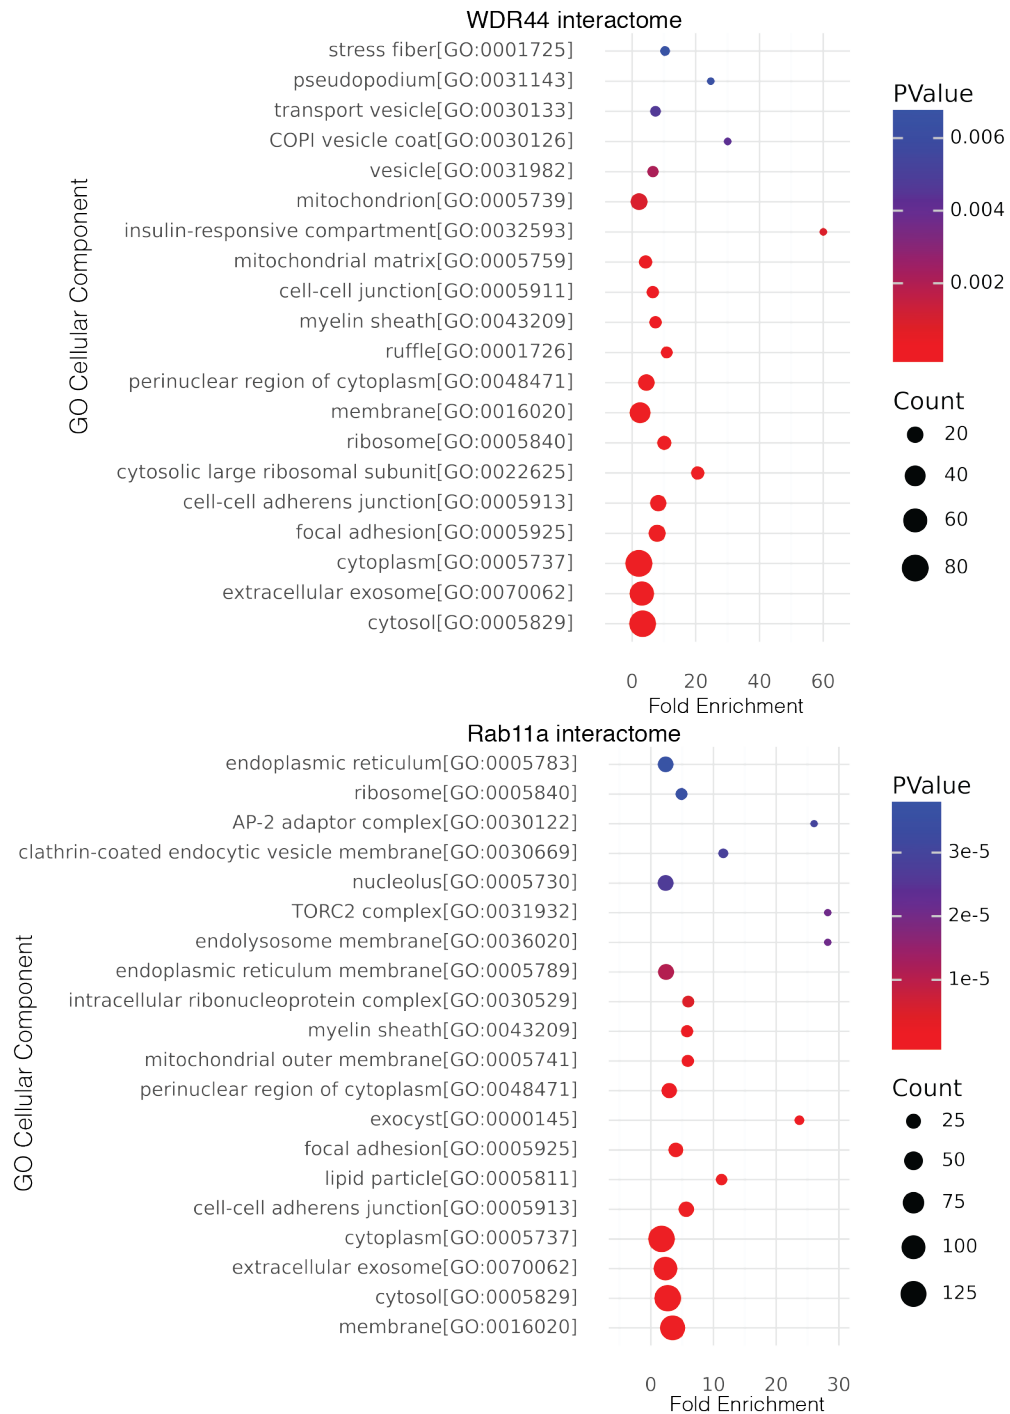 WDR44 interactome
GO Cellular Component
stress fiber[GO:0001725]
pseudopodium[GO:0031143]
transport vesicle[GO:0030133]
COPI vesicle coat[GO:0030126]
vesicle[GO:0031982]
mitochondrion[GO:0005739]
insulin-responsive compartment[GO:0032593]
mitochondrial matrix[GO:0005759]
cell-cell junction[GO:0005911]
myelin sheath[GO:0043209]
ruffle[GO:0001726]
perinuclear region of cytoplasm[GO:0048471]
membrane[GO:0016020]
ribosome[GO:0005840]
cytosolic large ribosomal subunit[GO:0022625]
cell-cell adherens junction[GO:0005913]
focal adhesion[GO:0005925]
cytoplasm[GO:0005737]
extracellular exosome[GO:0070062]
cytosol[GO:0005829]
0 20 40 60
Fold Enrichment
PValue
0.006
0.004
0.002
Count
20
40
60
80
Rab11a interactome
GO Cellular Component
endoplasmic reticulum[GO:0005783]
ribosome[GO:0005840]
AP-2 adaptor complex[GO:0030122]
clathrin-coated endocytic vesicle membrane[GO:0030669]
nucleolus[GO:0005730]
TORC2 complex[GO:0031932]
endolysosome membrane[GO:0036020]
endoplasmic reticulum membrane[GO:0005789]
intracellular ribonucleoprotein complex[GO:0030529]
myelin sheath[GO:0043209]
mitochondrial outer membrane[GO:0005741]
perinuclear region of cytoplasm[GO:0048471]
exocyst[GO:0000145]
focal adhesion[GO:0005925]
lipid particle[GO:0005811]
cell-cell adherens junction[GO:0005913]
cytoplasm[GO:0005737]
extracellular exosome[GO:0070062]
cytosol[GO:0005829]
membrane[GO:0016020]
0 10 20 30
Fold Enrichment
PValue
3e-5
2e-5
1e-5
Count
25
50
75
100
125